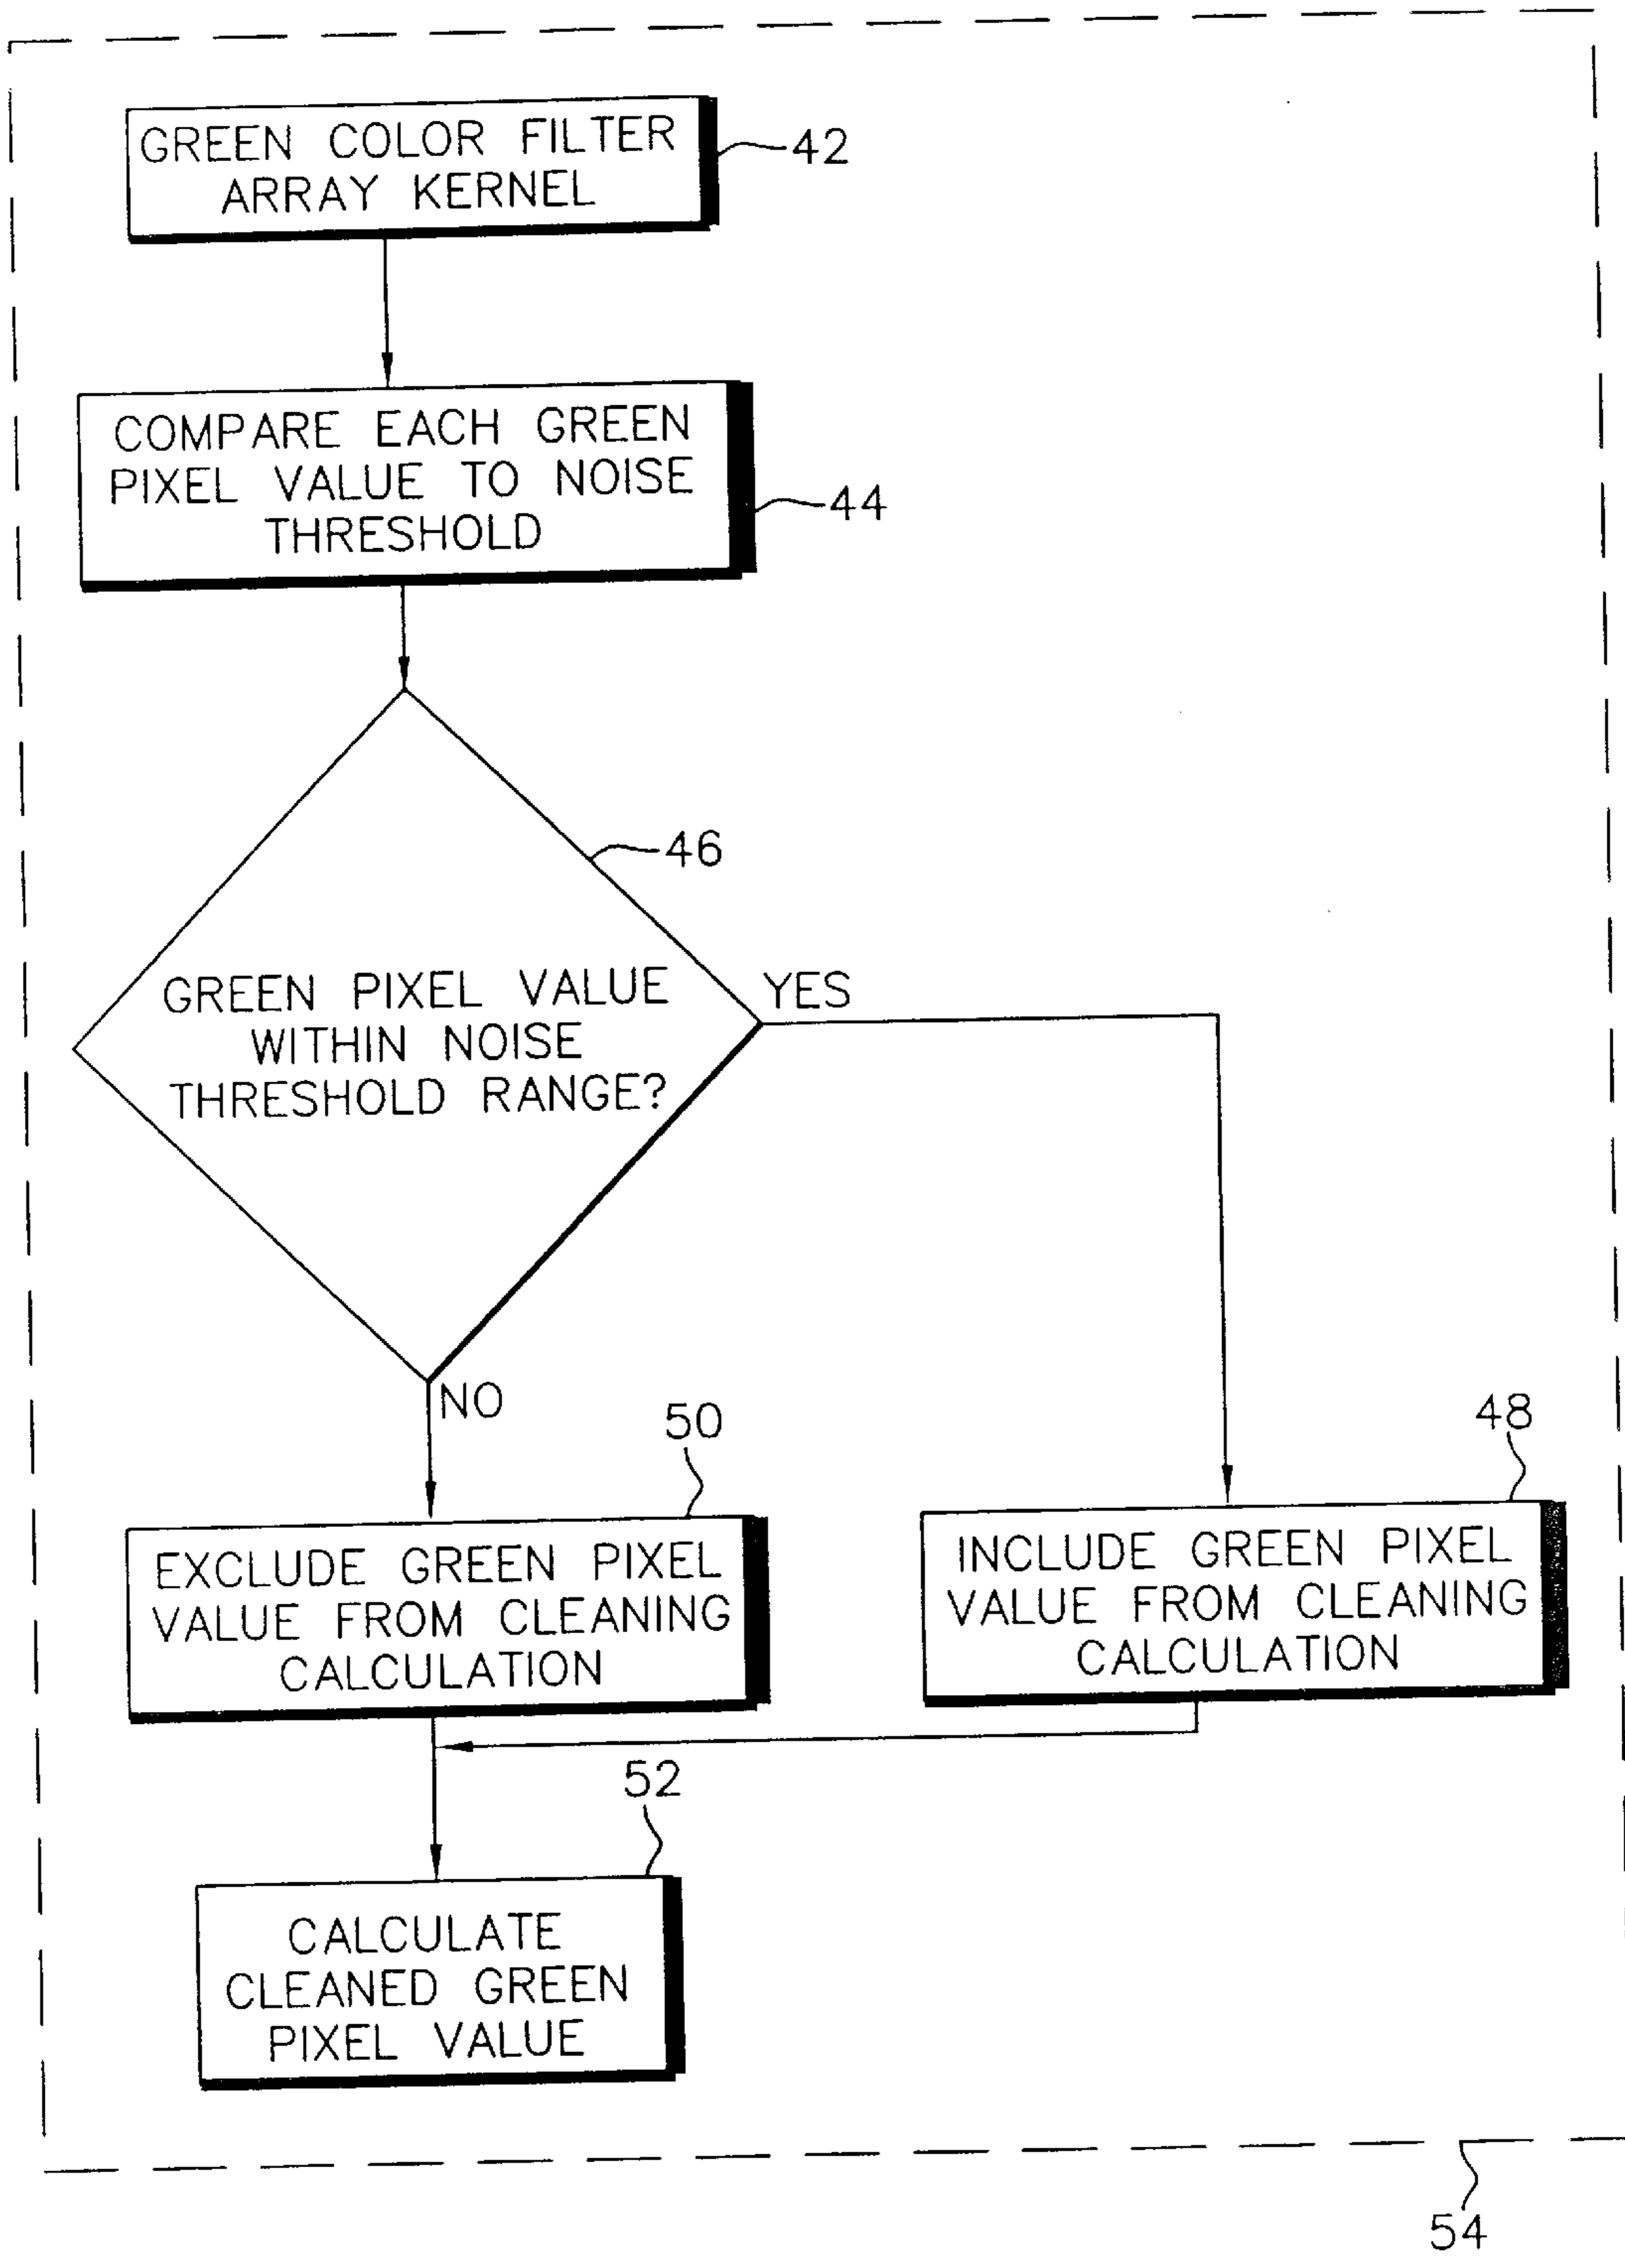 GREEN COLOR FILTER
ARRAY KERNEL
42
COMPARE EACH GREEN
PIXEL VALUE TO NOISE
THRESHOLD
44
46
GREEN PIXEL VALUE
WITHIN NOISE
THRESHOLD RANGE?
YES
NO
50
48
EXCLUDE GREEN PIXEL
VALUE FROM CLEANING
CALCULATION
INCLUDE GREEN PIXEL
VALUE FROM CLEANING
CALCULATION
52
CALCULATE
CLEANED GREEN
PIXEL VALUE
54